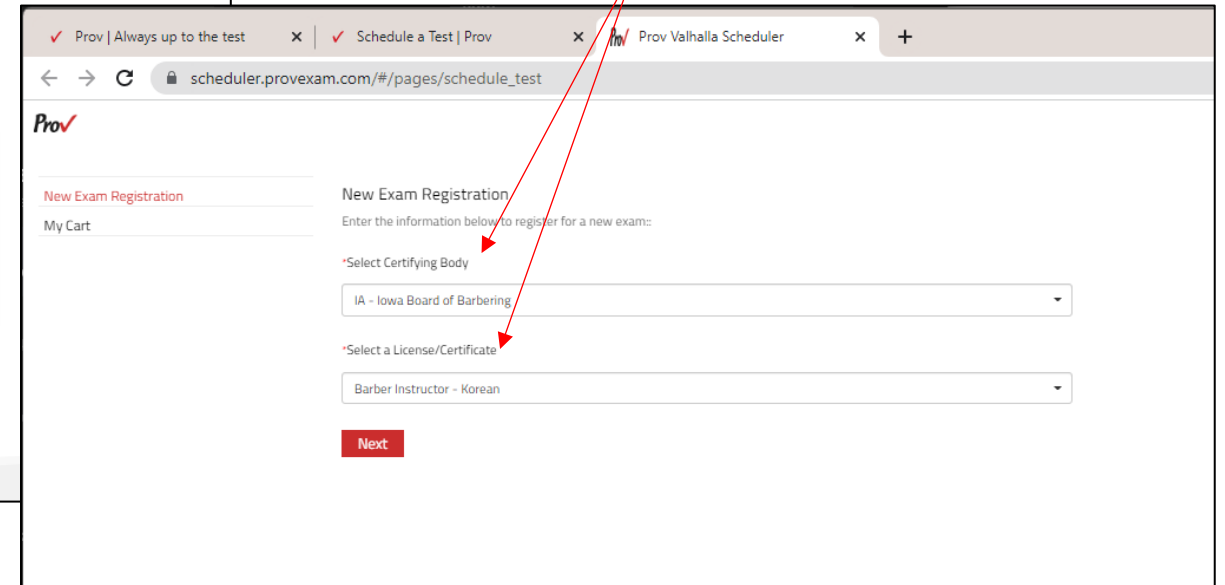 Prov | Always up to the test
Schedule a Test | Prov
Prov Prov Valhalla Scheduler
scheduler.provexam.com/#/pages/schedule_test
Prov
New Exam Registration
My Cart
New Exam Registration
Enter the information below to register for a new exam::
*Select Certifying Body
IA - Iowa Board of Barbering
*Select a License/Certificate
Barber Instructor - Korean
Next